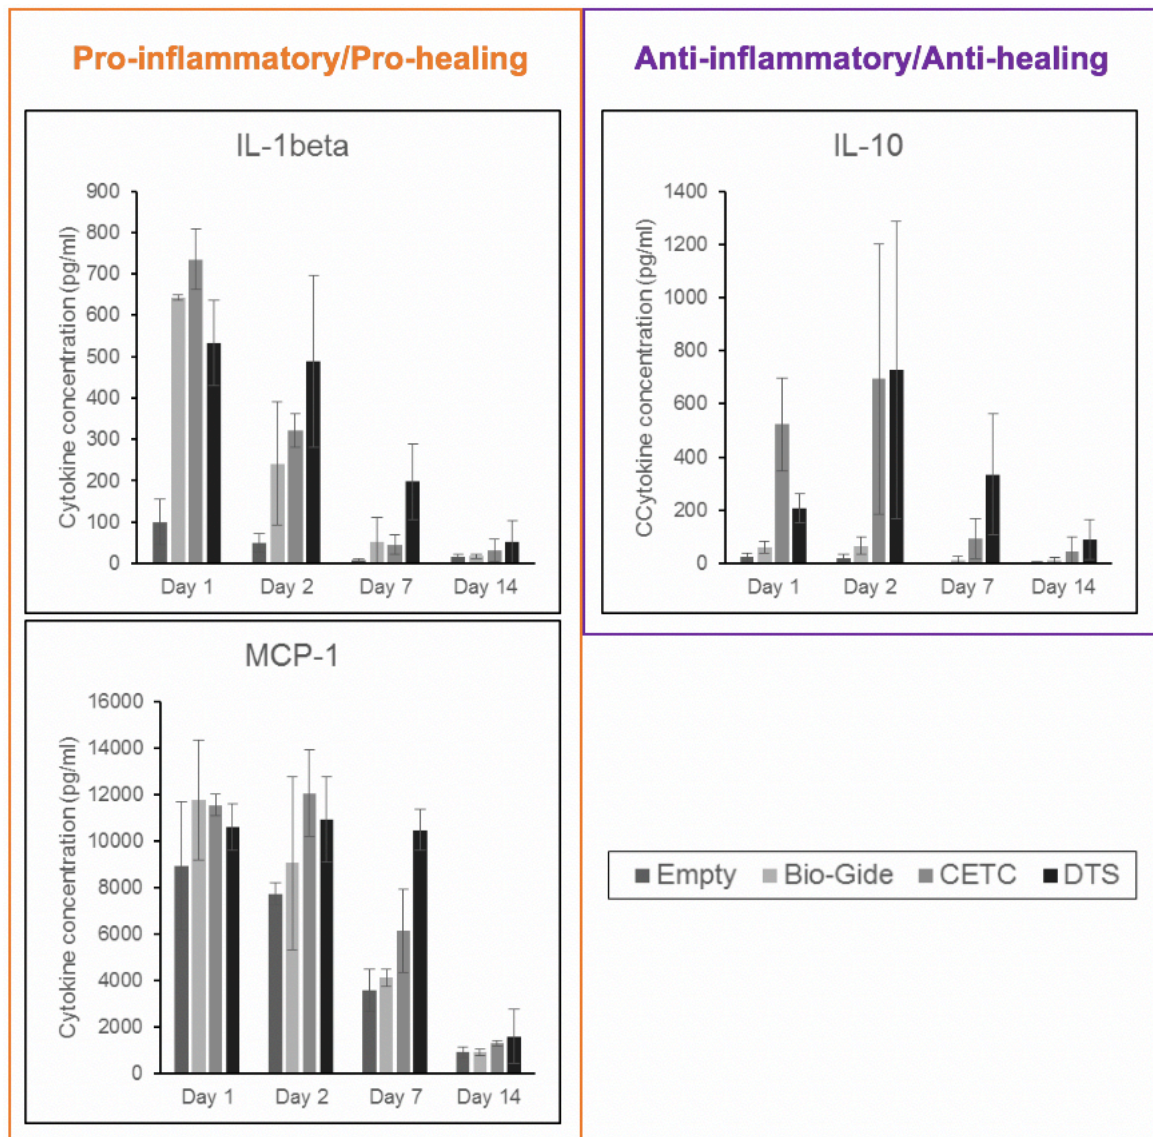 Pro-inflammatory/Pro-healing
Anti-inflammatory/Anti-healing
IL-1beta
Cytokine concentration (pg/ml)
900
800
700
600
500
400
300
200
100
0
Day 1 Day 2 Day 7 Day 14
IL-10
CCytokine concentration (pg/ml)
1400
1200
1000
800
600
400
200
0
Day 1 Day 2 Day 7 Day 14
MCP-1
Cytokine concentration (pg/ml)
16000
14000
12000
10000
8000
6000
4000
2000
0
Day 1 Day 2 Day 7 Day 14
Empty Bio-Gide CETC DTS